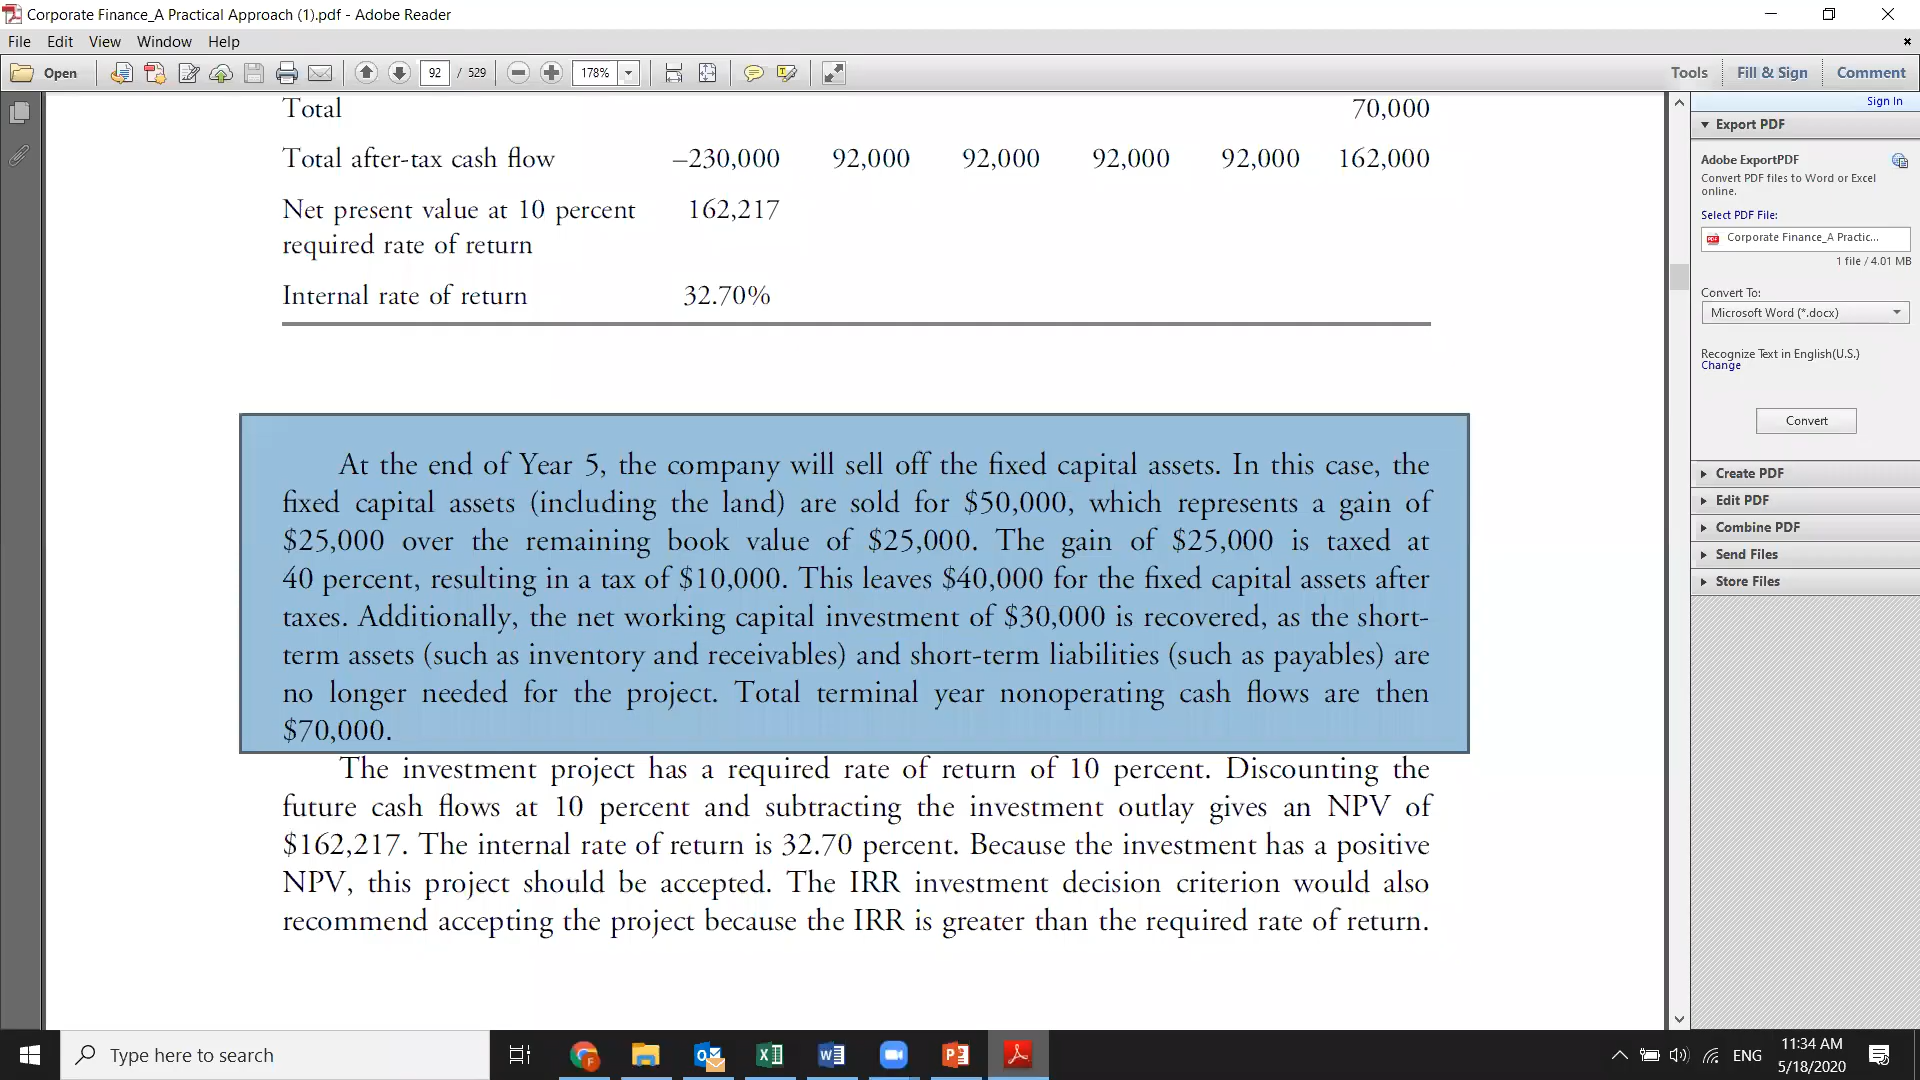 Corporate Finance_A Practical Approach (1).pdf - Adobe Reader
File Edit View Window Help
Open 92 / 529 178% Tools Fill & Sign Comment
Sign In
Total 70,000
Total after-tax cash flow –230,000 92,000 92,000 92,000 92,000 162,000
Net present value at 10 percent 162,217
required rate of return
Internal rate of return 32.70%
At the end of Year 5, the company will sell off the fixed capital assets. In this case, the
fixed capital assets (including the land) are sold for $50,000, which represents a gain of
$25,000 over the remaining book value of $25,000. The gain of $25,000 is taxed at
40 percent, resulting in a tax of $10,000. This leaves $40,000 for the fixed capital assets after
taxes. Additionally, the net working capital investment of $30,000 is recovered, as the short-
term assets (such as inventory and receivables) and short-term liabilities (such as payables) are
no longer needed for the project. Total terminal year nonoperating cash flows are then
$70,000.
The investment project has a required rate of return of 10 percent. Discounting the
future cash flows at 10 percent and subtracting the investment outlay gives an NPV of
$162,217. The internal rate of return is 32.70 percent. Because the investment has a positive
NPV, this project should be accepted. The IRR investment decision criterion would also
recommend accepting the project because the IRR is greater than the required rate of return.
Export PDF
Adobe ExportPDF
Convert PDF files to Word or Excel
online.
Select PDF File:
Corporate Finance_A Practic...
1 file / 4.01 MB
Convert To:
Microsoft Word (*.docx)
Recognize Text in English(U.S.)
Change
Convert
Create PDF
Edit PDF
Combine PDF
Send Files
Store Files
Type here to search
ENG
11:34 AM
5/18/2020